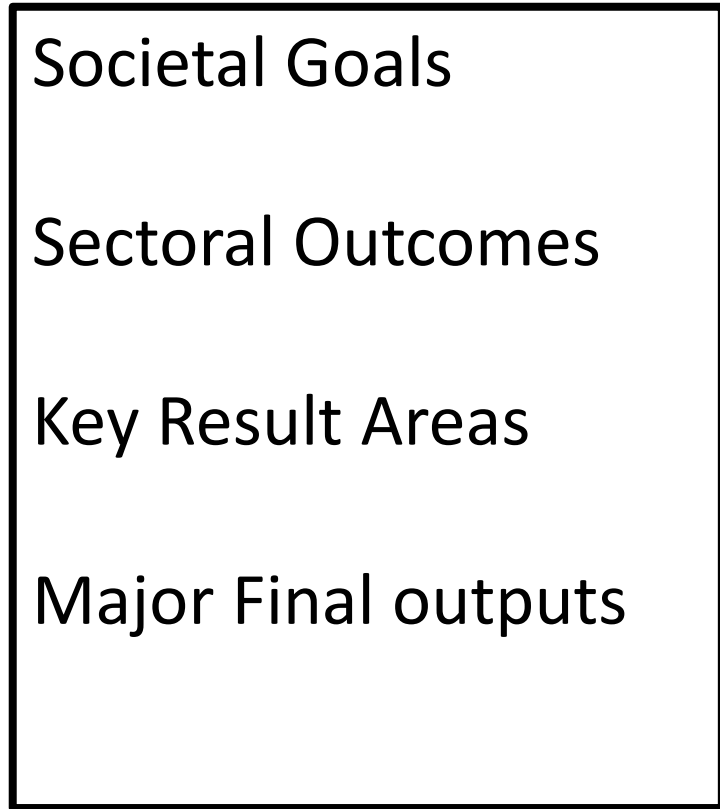 Societal Goals
Sectoral Outcomes
Key Result Areas
Major Final outputs